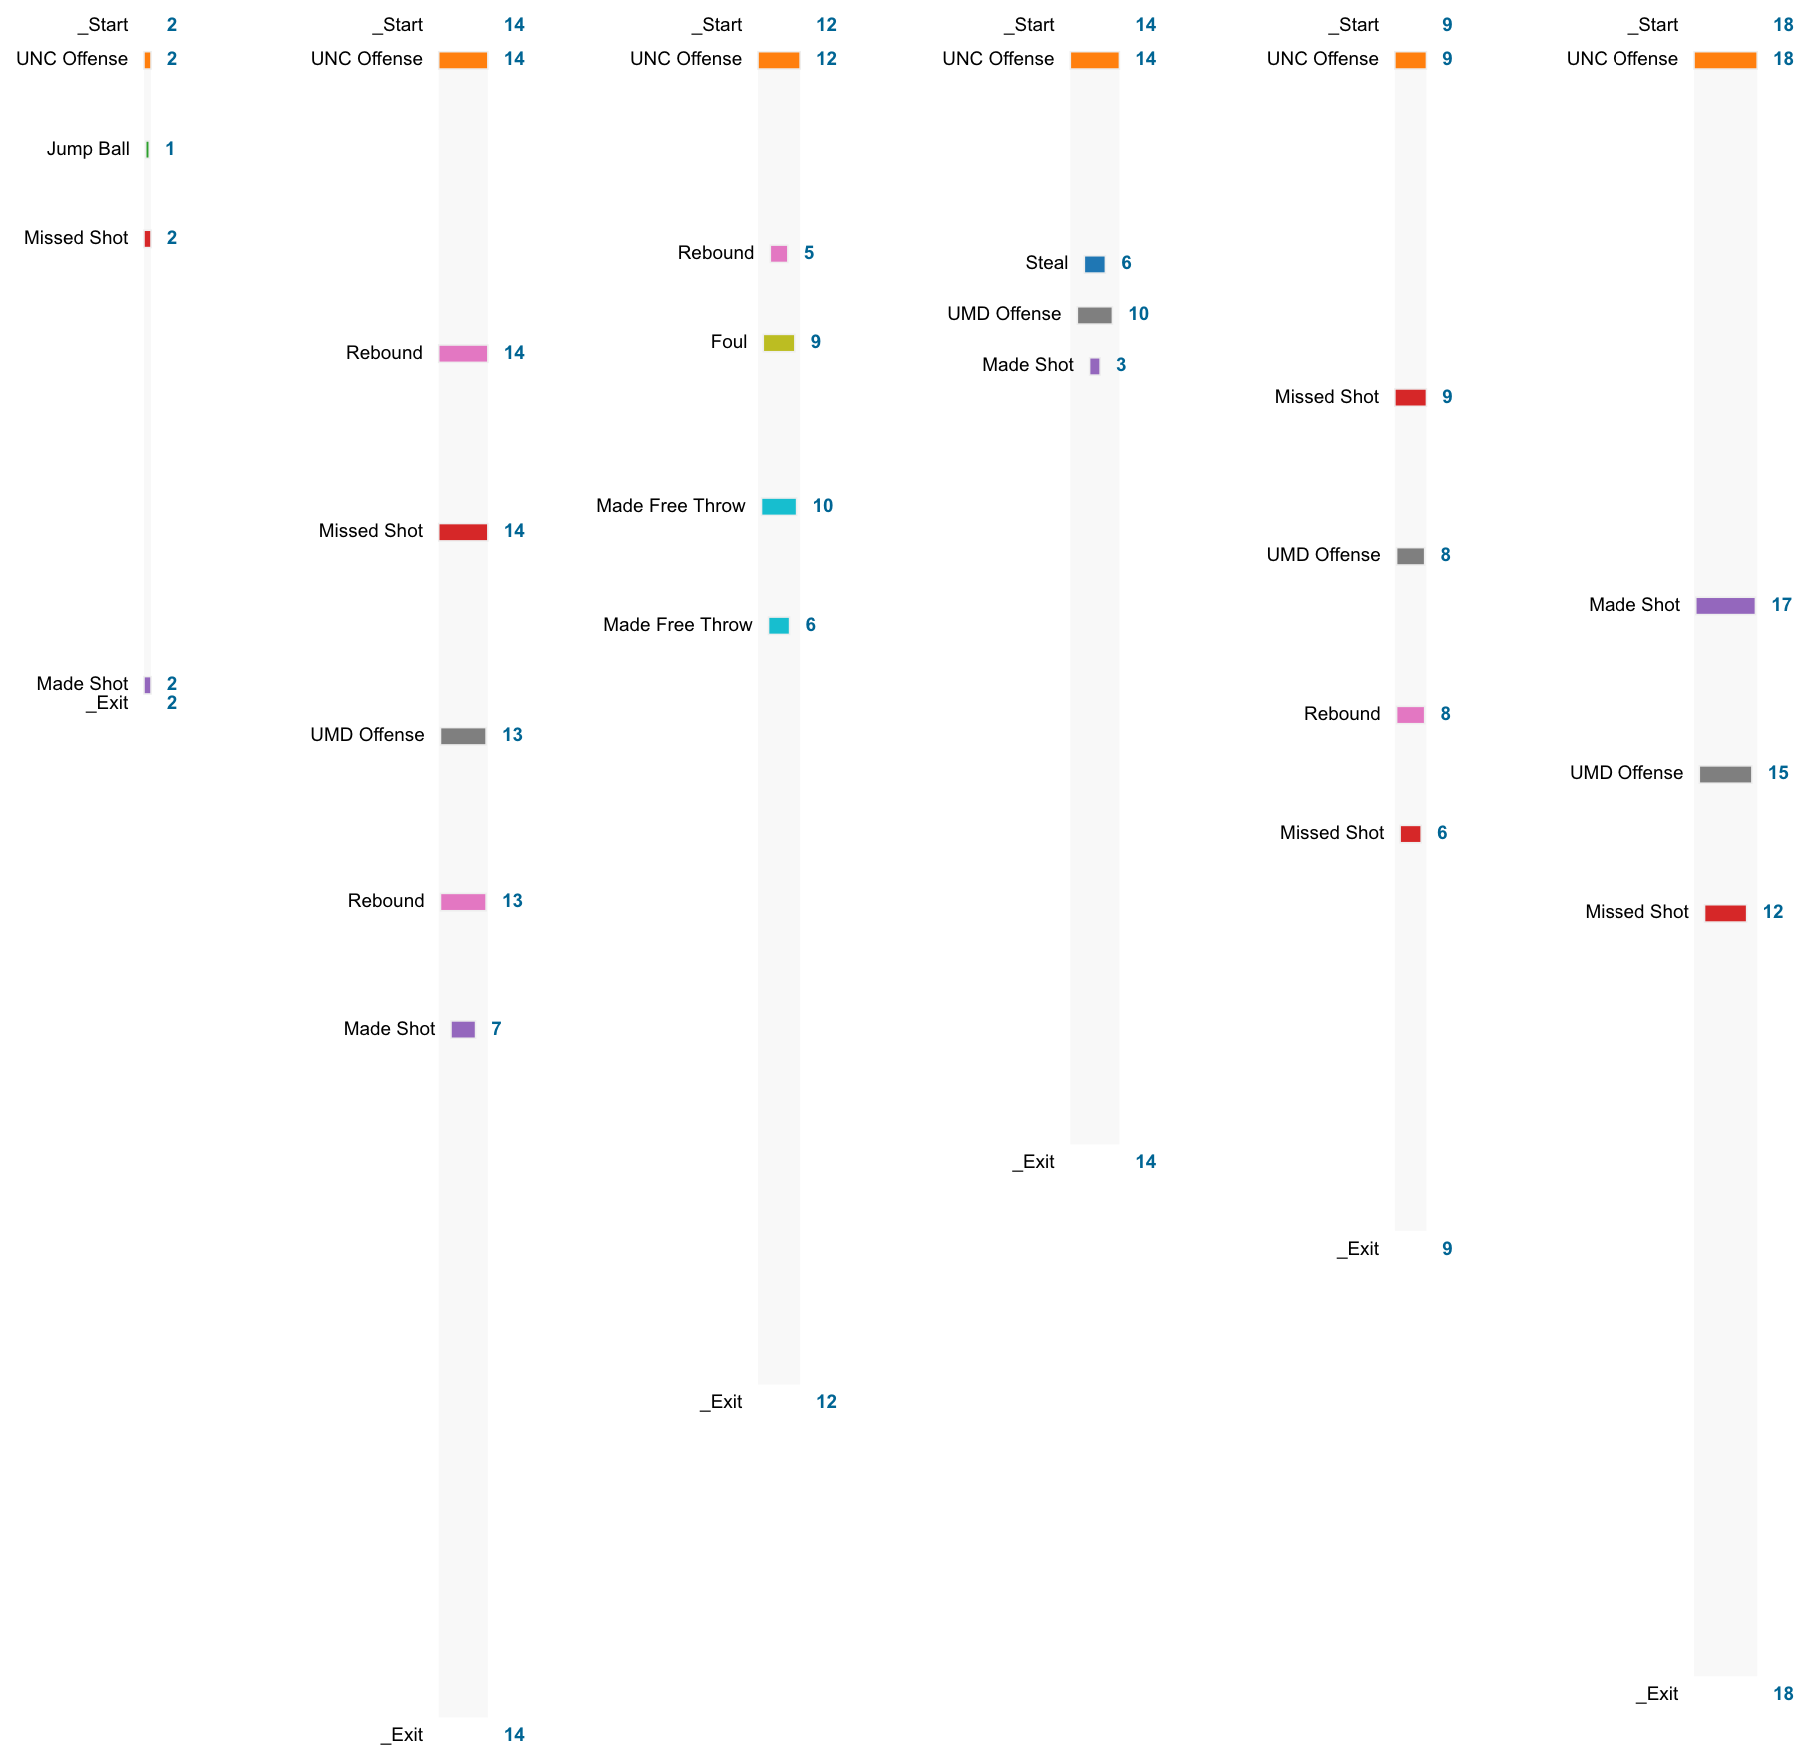 _Start 2
UNC Offense 2
Jump Ball 1
Missed Shot 2
Made Shot 2
_Exit 2
_Start 14
UNC Offense 14
Rebound 14
Missed Shot 14
UMD Offense 13
Rebound 13
Made Shot 7
_Exit 14
_Start 12
UNC Offense 12
Rebound 5
Foul 9
Made Free Throw 10
Made Free Throw 6
_Exit 12
_Start 14
UNC Offense 14
Steal 6
UMD Offense 10
Made Shot 3
_Exit 14
_Start 9
UNC Offense 9
Missed Shot 9
UMD Offense 8
Rebound 8
Missed Shot 6
_Exit 9
_Start 18
UNC Offense 18
Made Shot 17
UMD Offense 15
Missed Shot 12
_Exit 18